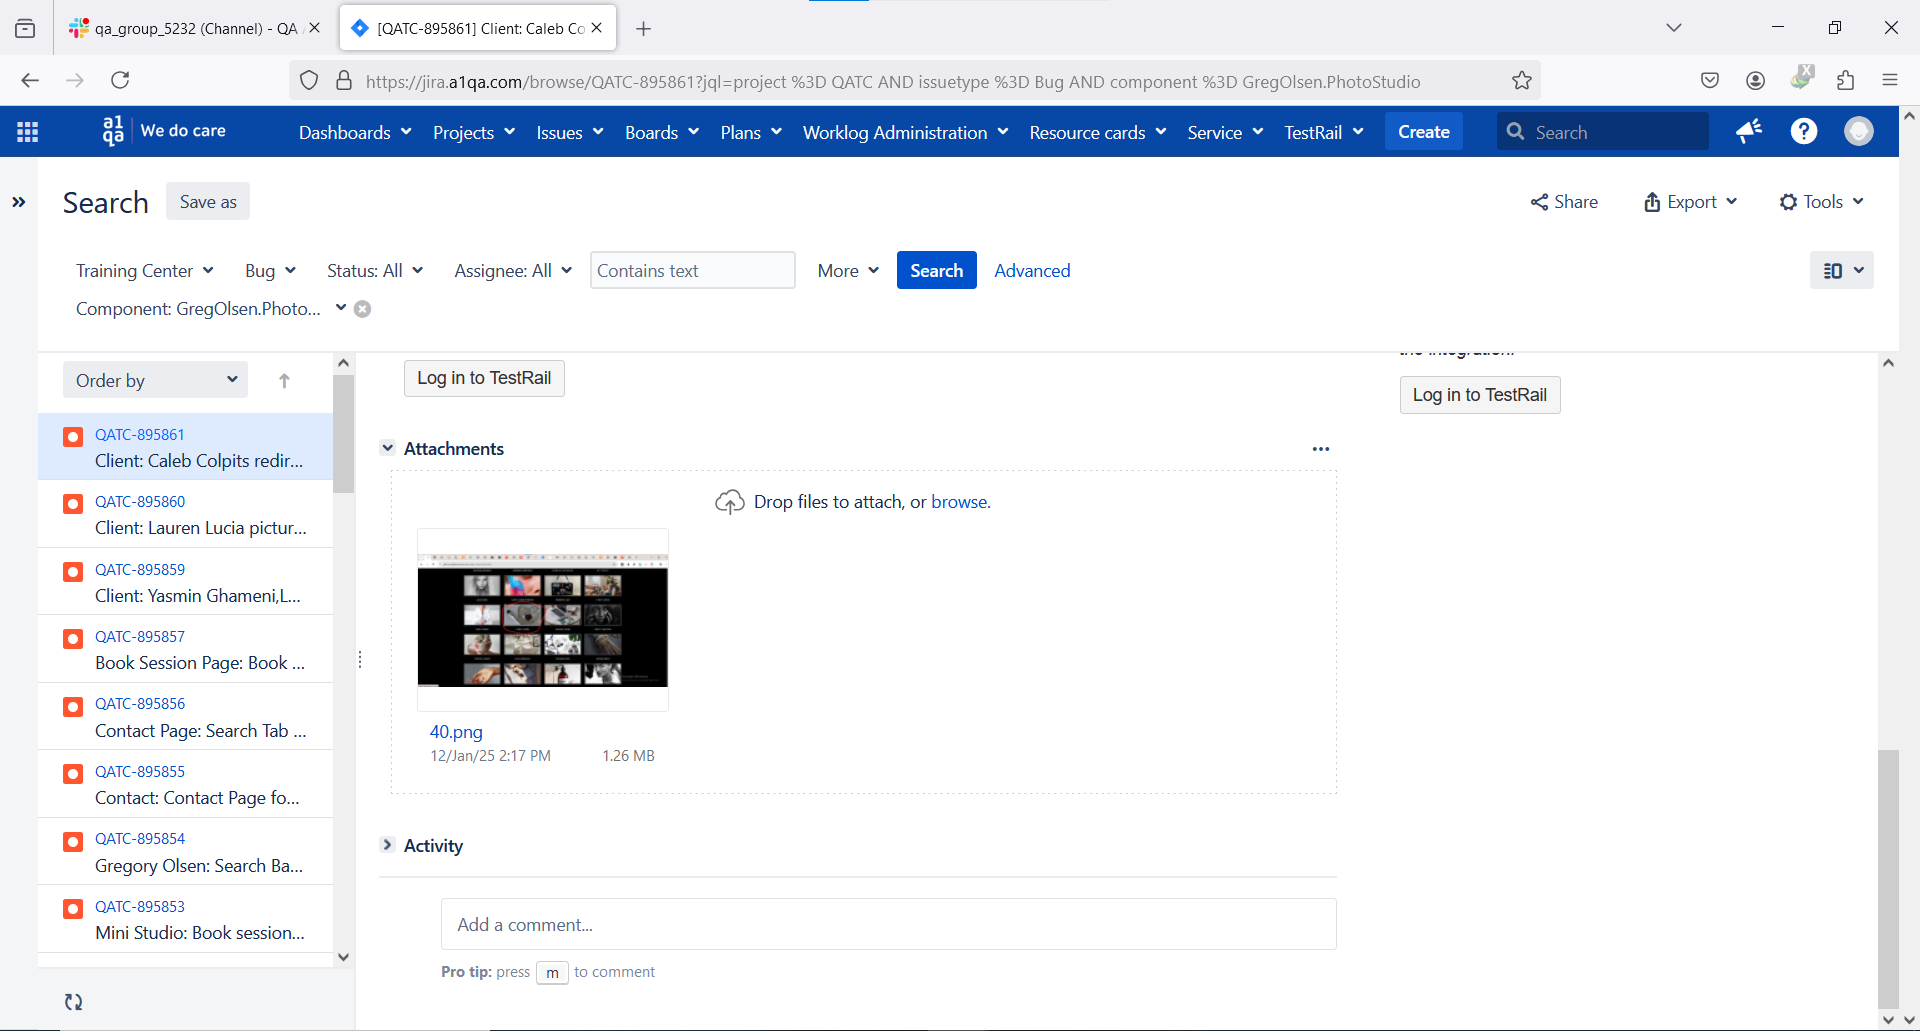 qa_group_5232 (Channel) - QA
[QATC-895861] Client: Caleb Co
https://jira.a1qa.com/browse/QATC-895861?jql=project %3D QATC AND issuetype %3D Bug AND component %3D GregOlsen.PhotoStudio
a1 qa We do care
Dashboards Projects Issues Boards Plans Worklog Administration Resource cards Service TestRail Create Search
Search Save as Share Export Tools
Training Center Bug Status: All Assignee: All Contains text More Search Advanced
Component: GregOlsen.Photo...
Order by
QATC-895861
Client: Caleb Colpits redir...
QATC-895860
Client: Lauren Lucia pictur...
QATC-895859
Client: Yasmin Ghameni,L...
QATC-895857
Book Session Page: Book ...
QATC-895856
Contact Page: Search Tab ...
QATC-895855
Contact: Contact Page fo...
QATC-895854
Gregory Olsen: Search Ba...
QATC-895853
Mini Studio: Book session...
Log in to TestRail
the integration.
Log in to TestRail
Attachments
Drop files to attach, or browse.
40.png
12/Jan/25 2:17 PM 1.26 MB
Activity
Add a comment...
Pro tip: press m to comment